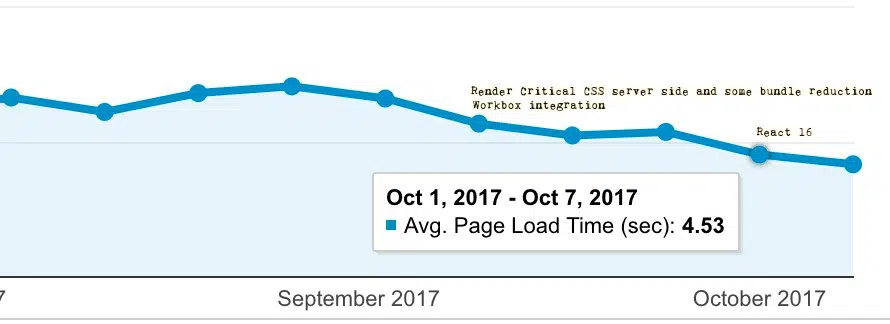 Render Critical CSS server side and some bundle reduction
Workbox integration
React 16
Oct 1, 2017 - Oct 7, 2017
Avg. Page Load Time (sec): 4.53
7
September 2017
October 2017